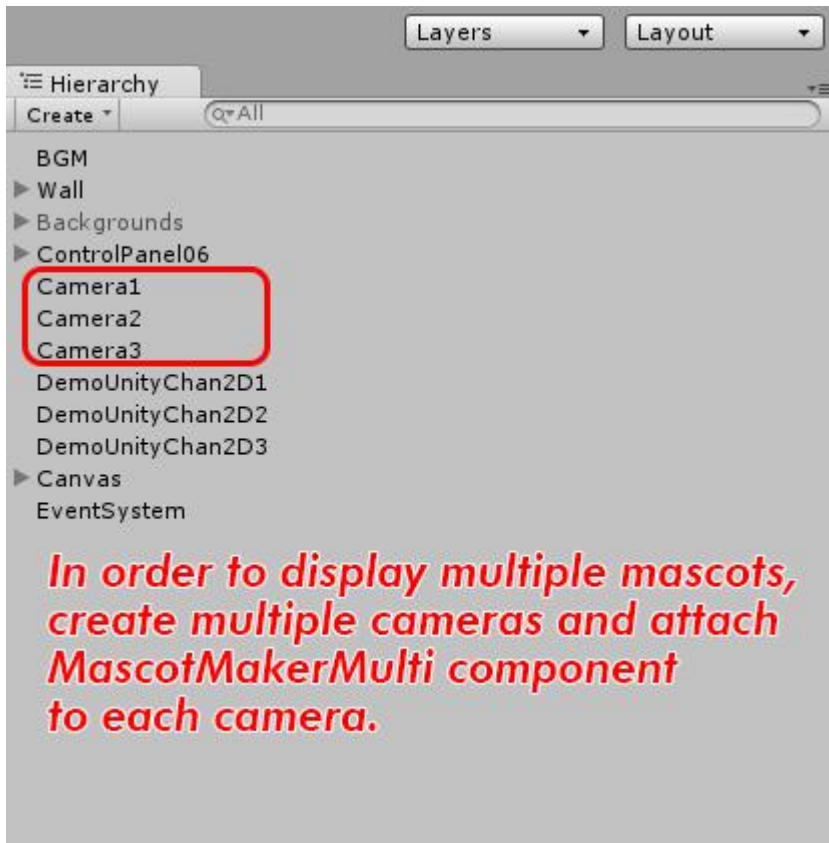 Layers
Layout
Hierarchy
Create
All
BGM
Wall
Backgrounds
ControlPanel06
Camera1
Camera2
Camera3
DemoUnityChan2D1
DemoUnityChan2D2
DemoUnityChan2D3
Canvas
EventSystem
In order to display multiple mascots,
create multiple cameras and attach
MascotMakerMulti component
to each camera.